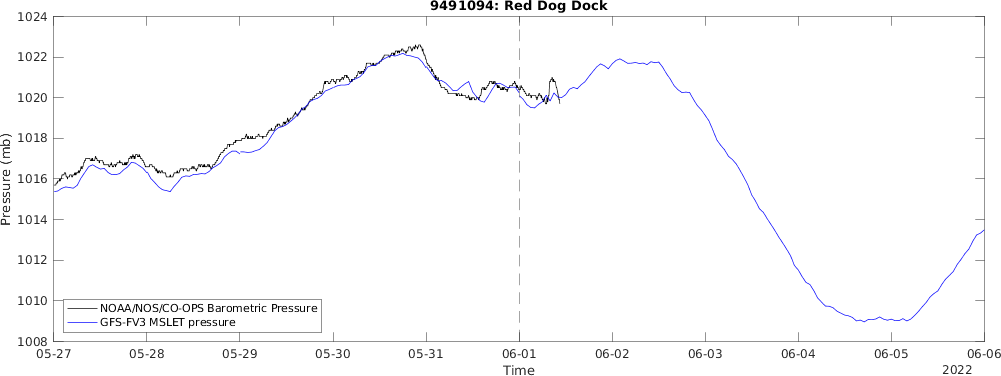 9491094: Red Dog Dock
1024
1022
1020
1018
1016
1014
1012
1010
1008
Pressure (mb)
NOAA/NOS/CO-OPS Barometric Pressure
GFS-FV3 MSLET pressure
05-27 05-28 05-29 05-30 05-31 06-01 06-02 06-03 06-04 06-05 06-06
Time
2022